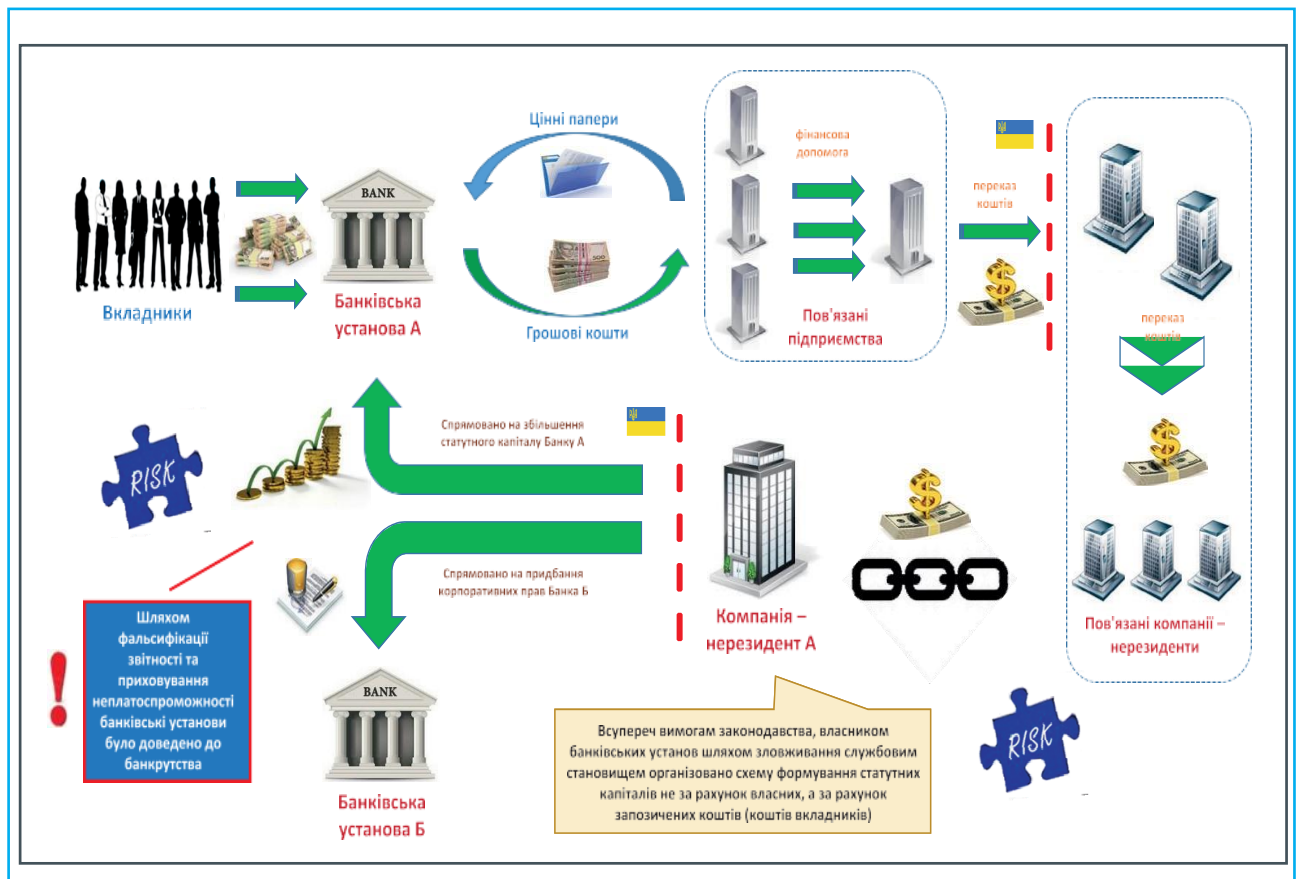 Цінні папери
фінансова
допомога
BANK
переказ
коштів
Вкладники
Банківська
установа А
Грошові кошти
500
Пов'язані
підприємства
переказ
коштів
Спрямовано на збільшення
статутного капіталу Банку А
RISK
Спрямовано на придбання
корпоративних прав Банка Б
Шляхом
фальсифікації
звітності та
приховування
неплатоспроможності
банківські установи
було доведено до
банкрутства
Компанія –
нерезидент А
Пов'язані компанії –
нерезиденти
BANK
Банківська
установа Б
Всупереч вимогам законодавства, власником
банківських установ шляхом зловживання службовим
становищем організовано схему формування статутних
капіталів не за рахунок власних, а за рахунок
запозичених коштів (коштів вкладників)
RISK